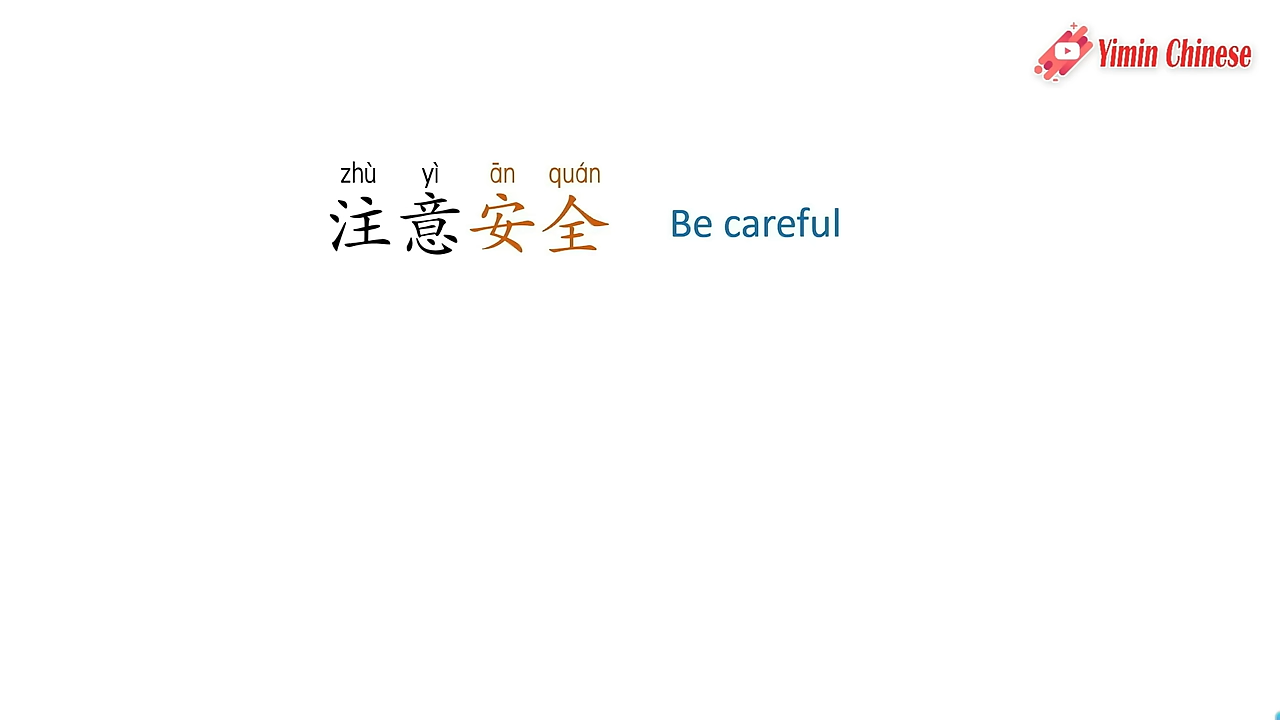 Yimin Chinese
zhù yì ān quán
注意安全 Be careful